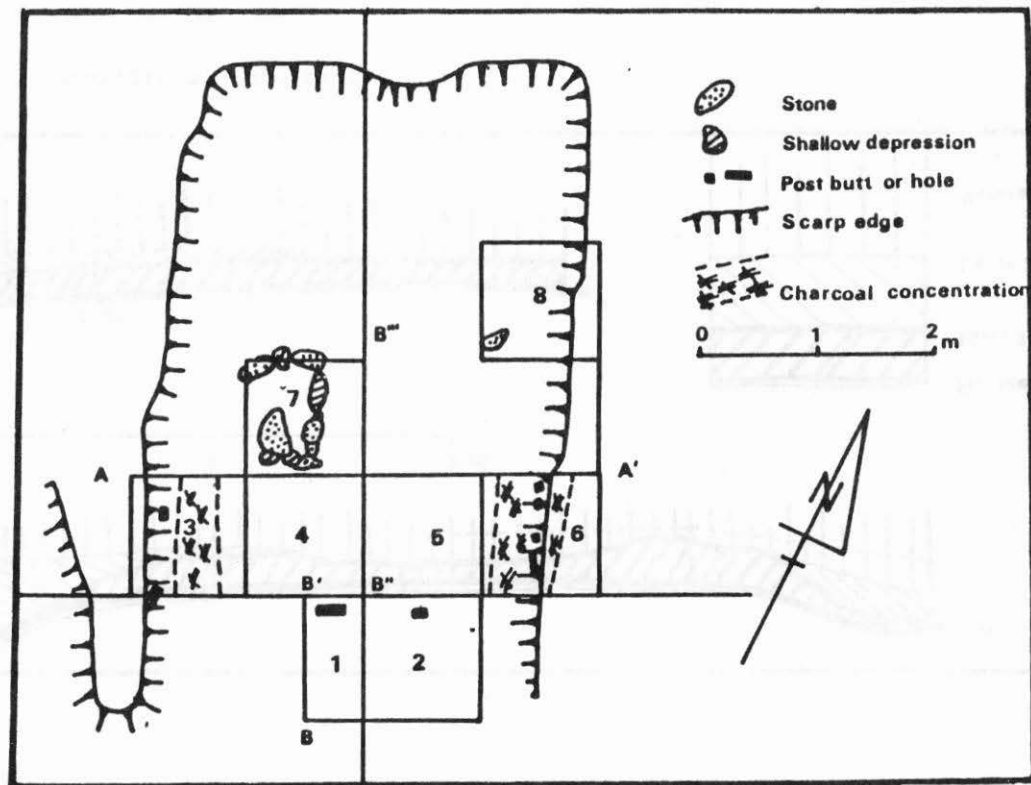 Stone
Shallow depression
Post butt or hole
Scarp edge
Charcoal concentration
0 1 2 m
N
8
B'''
7
A A'
3 4 5 6
B' B''
1 2
B